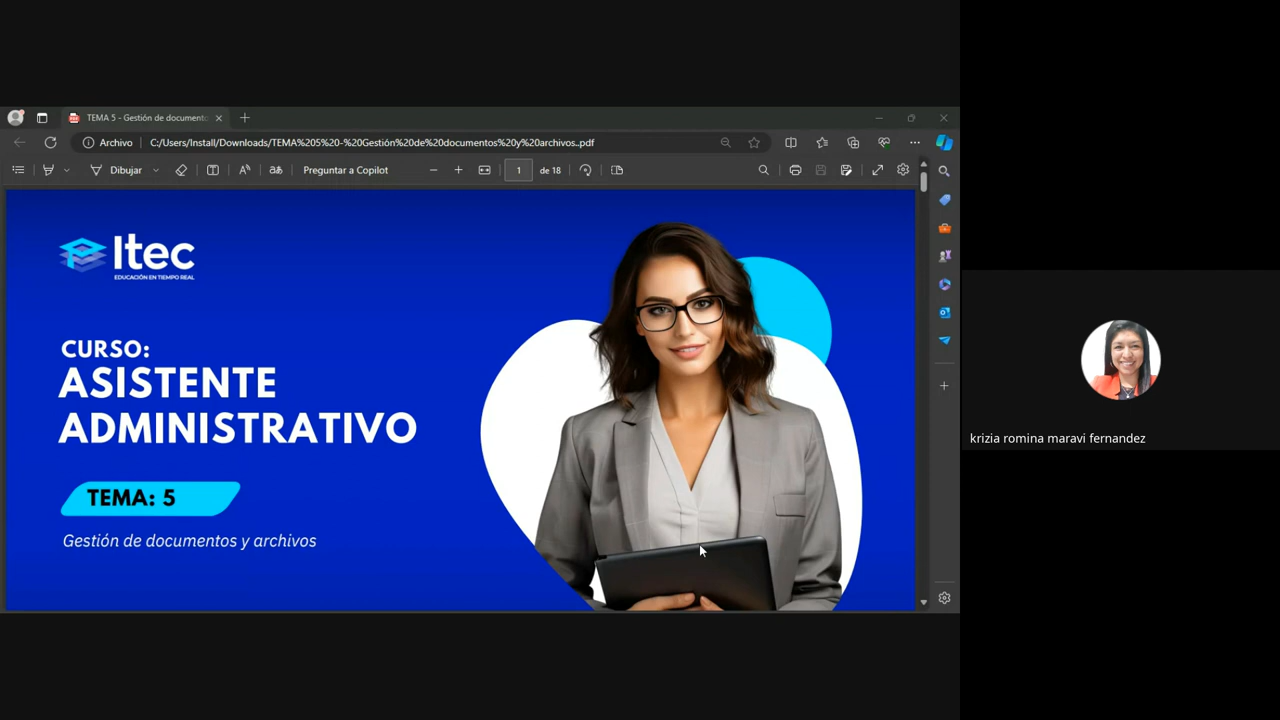 TEMA 5 - Gestión de document
Archivo
C:/Users/Install/Downloads/TEMA%205%20-%20Gestión%20de%20documentos%20y%20archivos..pdf
Dibujar
Preguntar a Copilot
1
de 18
Itec
EDUCACIÓN EN TIEMPO REAL
CURSO:
ASISTENTE
ADMINISTRATIVO
TEMA: 5
Gestión de documentos y archivos
krizia romina maravi fernandez